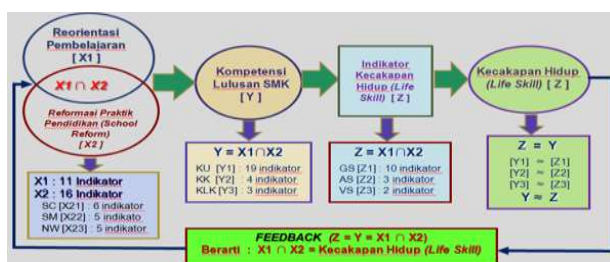 Reorientasi
Pembelajaran
[ X1 ]
X1 ∩ X2
Reformasi Praktik
Pendidikan (School
Reform)
[X2]
X1 : 11 Indikator
X2 : 16 Indikator
SC [X21] : 6 indikator
SM [X22] : 5 indikato
NW [X23] : 5 indikator
Kompetensi
Lulusan SMK
[ Y ]
Y = X1∩X2
KU [Y1] : 19 indikator
KK [Y2] : 4 indikator
KLK [Y3] : 3 indikator
Indikator
Kecakapan
Hidup (Life
Skill) [ Z ]
Z = X1∩X2
GS [Z1] : 10 indikator
AS [Z2] : 3 indikator
VS [Z3] : 2 indikator
Kecakapan Hidup
(Life Skill) [ Z ]
Z = Y
[Y1] ≈ [Z1]
[Y2] ≈ [Z2]
[Y3] ≈ [Z3]
Y ≈ Z
FEEDBACK (Z = Y = X1 ∩ X2)
Berarti : X1 ∩ X2 = Kecakapan Hidup (Life Skill)